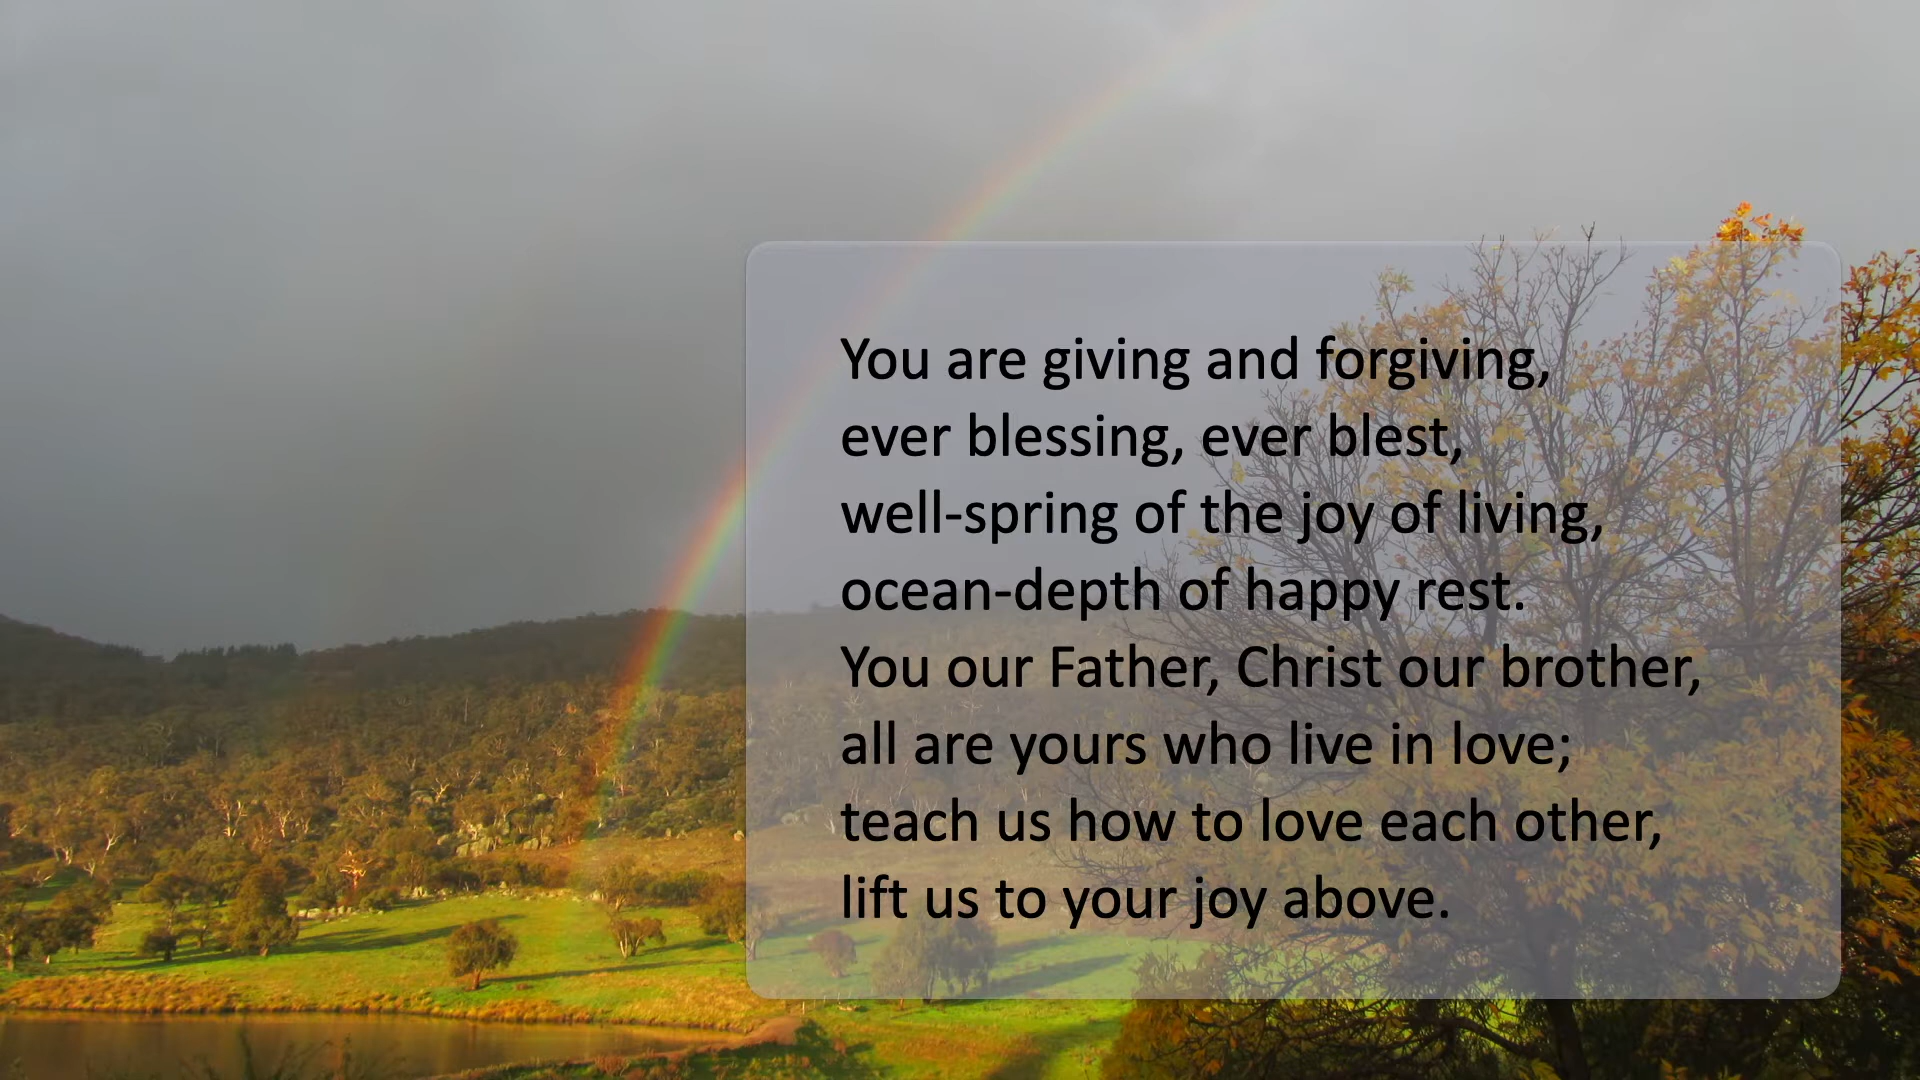 You are giving and forgiving,
ever blessing, ever blest,
well-spring of the joy of living,
ocean-depth of happy rest.
You our Father, Christ our brother,
all are yours who live in love;
teach us how to love each other,
lift us to your joy above.